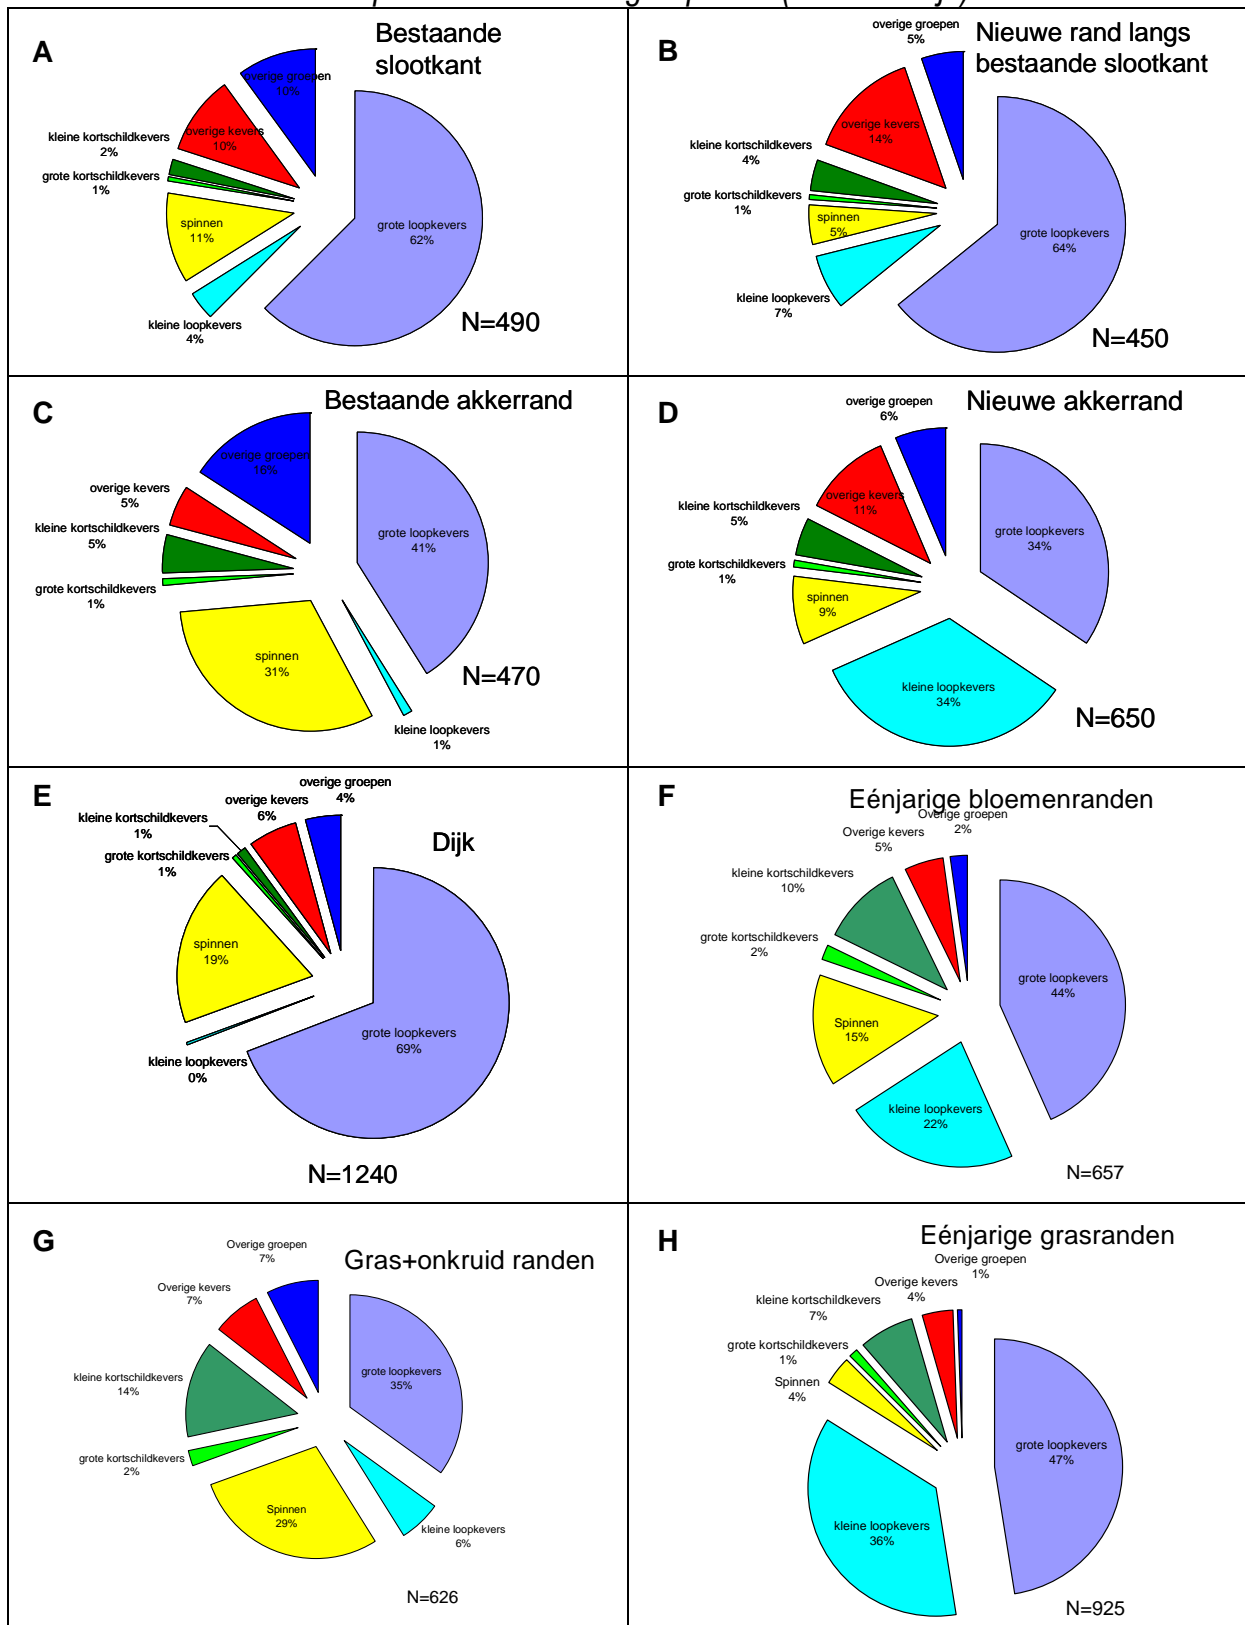 A
Bestaande
slootkant
overige groepen
10%
overige kevers
10%
kleine kortschildkevers
2%
grote kortschildkevers
1%
spinnen
11%
kleine loopkevers
4%
grote loopkevers
62%
N=490
B
Nieuwe rand langs
bestaande slootkant
overige groepen
5%
overige kevers
14%
kleine kortschildkevers
4%
grote kortschildkevers
1%
spinnen
5%
kleine loopkevers
7%
grote loopkevers
64%
N=450
C
Bestaande akkerrand
overige groepen
16%
overige kevers
5%
kleine kortschildkevers
5%
grote kortschildkevers
1%
spinnen
31%
kleine loopkevers
1%
grote loopkevers
41%
N=470
D
Nieuwe akkerrand
overige groepen
6%
overige kevers
11%
kleine kortschildkevers
5%
grote kortschildkevers
1%
spinnen
9%
kleine loopkevers
34%
grote loopkevers
34%
N=650
E
Dijk
overige groepen
4%
overige kevers
6%
kleine kortschildkevers
1%
grote kortschildkevers
1%
spinnen
19%
kleine loopkevers
0%
grote loopkevers
69%
N=1240
F
Eénjarige bloemenranden
Overige groepen
2%
Overige kevers
5%
kleine kortschildkevers
10%
grote kortschildkevers
2%
Spinnen
15%
kleine loopkevers
22%
grote loopkevers
44%
N=657
G
Gras+onkruid randen
Overige groepen
7%
Overige kevers
7%
kleine kortschildkevers
14%
grote kortschildkevers
2%
Spinnen
29%
kleine loopkevers
6%
grote loopkevers
35%
N=626
H
Eénjarige grasranden
Overige groepen
1%
Overige kevers
4%
kleine kortschildkevers
7%
grote kortschildkevers
1%
Spinnen
4%
kleine loopkevers
36%
grote loopkevers
47%
N=925